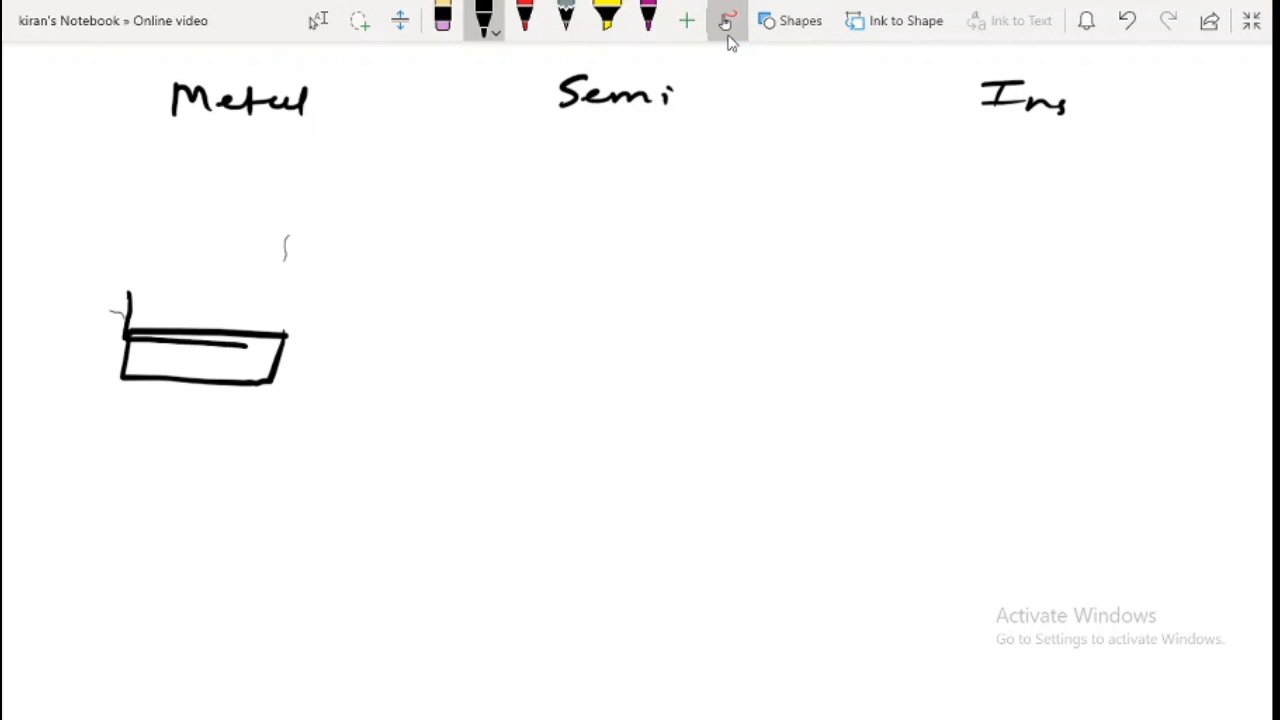 kiran's Notebook » Online video
Shapes
Ink to Shape
Ink to Text
Metal
Semi
Ins
Activate Windows
Go to Settings to activate Windows.